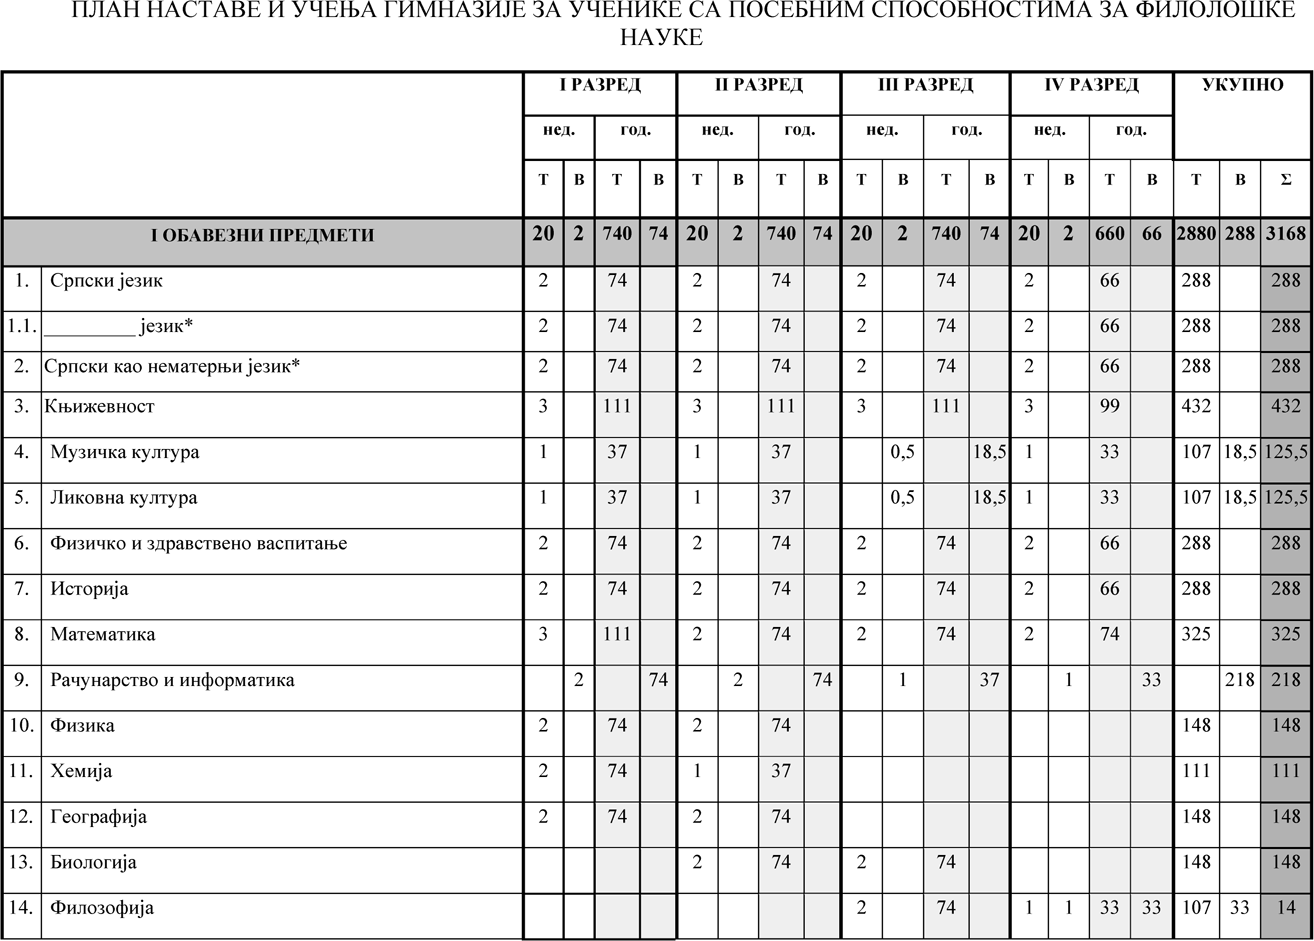 ПЛАН НАСТАВЕ И УЧЕЊА ГИМНАЗИЈЕ ЗА УЧЕНИКЕ СА ПОСЕБНИМ СПОСОБНОСТИМА ЗА ФИЛОЛОШКЕ
НАУКЕ
I РАЗРЕД II РАЗРЕД III РАЗРЕД IV РАЗРЕД УКУПНО
нед. год. нед. год. нед. год. нед. год.
Т В Т В Т В Т В Т В Т В Т В Т В Т В Σ
I ОБАВЕЗНИ ПРЕДМЕТИ 20 2 740 74 20 2 740 74 20 2 740 74 20 2 660 66 2880 288 3168
1. Српски језик 2 74 2 74 2 74 2 66 288 288
1.1. __________ језик* 2 74 2 74 2 74 2 66 288 288
2. Српски као нематерњи језик* 2 74 2 74 2 74 2 66 288 288
3. Књижевност 3 111 3 111 3 111 3 99 432 432
4. Музичка култура 1 37 1 37 0,5 18,5 1 33 107 18,5 125,5
5. Ликовна култура 1 37 1 37 0,5 18,5 1 33 107 18,5 125,5
6. Физичко и здравствено васпитање 2 74 2 74 2 74 2 66 288 288
7. Историја 2 74 2 74 2 74 2 66 288 288
8. Математика 3 111 2 74 2 74 2 74 325 325
9. Рачунарство и информатика 2 74 2 74 1 37 1 33 218 218
10. Физика 2 74 2 74 148 148
11. Хемија 2 74 1 37 111 111
12. Географија 2 74 2 74 148 148
13. Биологија 2 74 2 74 148 148
14. Филозофија 2 74 1 1 33 33 107 33 14